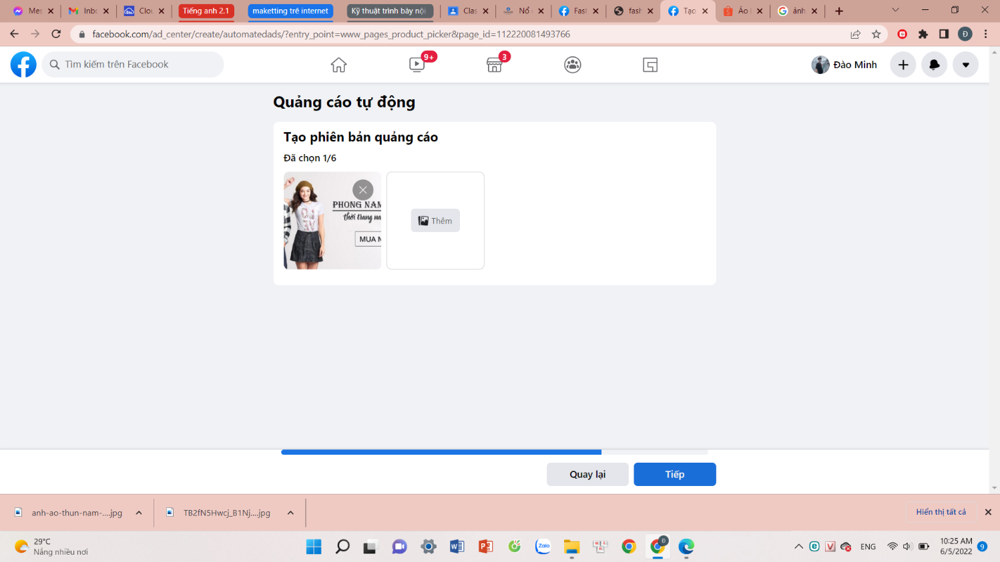 Mes
Inbo
Clou
Tiếng anh 2.1
maketting trê internet
Kỹ thuật trình bày nội
Clas
Nổ
Fasl
fash
Tạo
Áo
ảnh
facebook.com/ad_center/create/automatedads/?entry_point=www_pages_product_picker&page_id=112220081493766
Đ
Tìm kiếm trên Facebook
9+
3
Đào Minh
Quảng cáo tự động
Tạo phiên bản quảng cáo
Đã chọn 1/6
PHONG NAM
thời trang na
MUA N
Thêm
Quay lại
Tiếp
anh-ao-thun-nam-....jpg
TB2fN5Hwcj_B1Nj....jpg
Hiển thị tất cả
29°C
Nắng nhiều nơi
Zalo
ENG
10:25 AM
6/5/2022
9